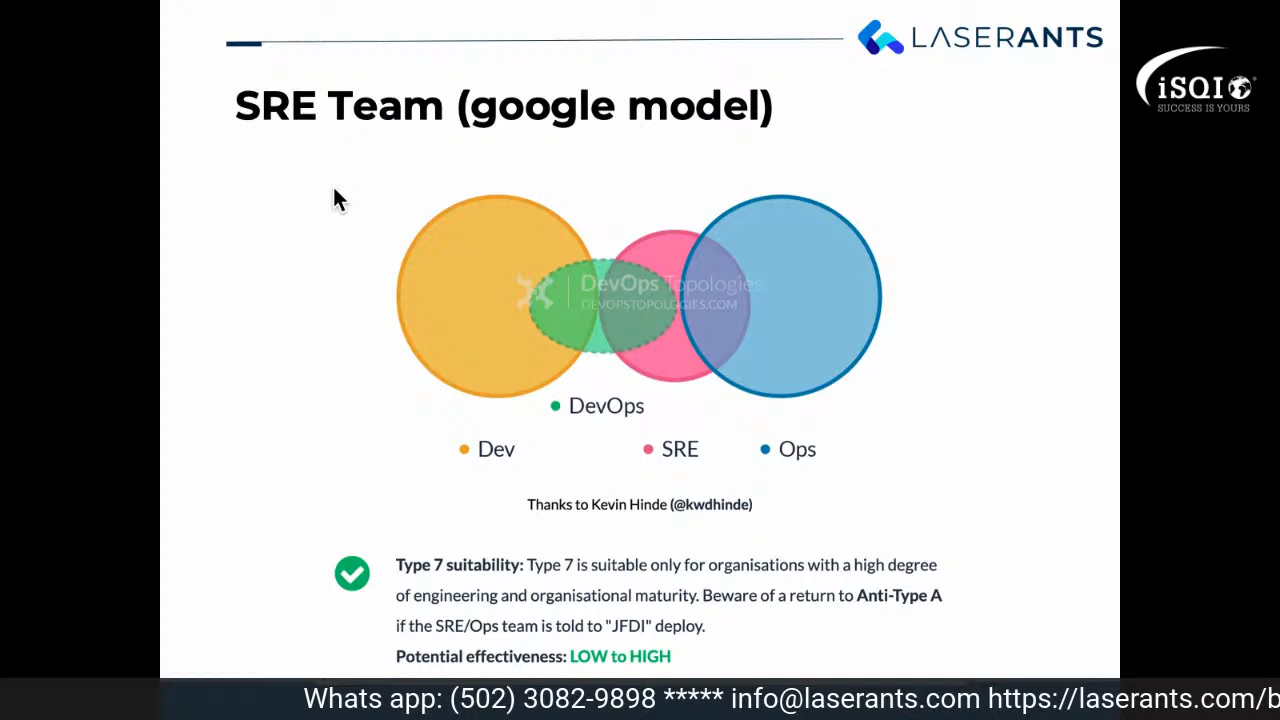 LASERANTS
iSQI
SUCCESS IS YOURS
SRE Team (google model)
DevOps Topologies
DEVOPSTOPOLOGIES.COM
DevOps
Dev
SRE
Ops
Thanks to Kevin Hinde (@kwdhinde)
Type 7 suitability: Type 7 is suitable only for organisations with a high degree
of engineering and organisational maturity. Beware of a return to Anti-Type A
if the SRE/Ops team is told to "JFDI" deploy.
Potential effectiveness: LOW to HIGH
Whats app: (502) 3082-9898 ***** info@laserants.com https://laserants.com/b